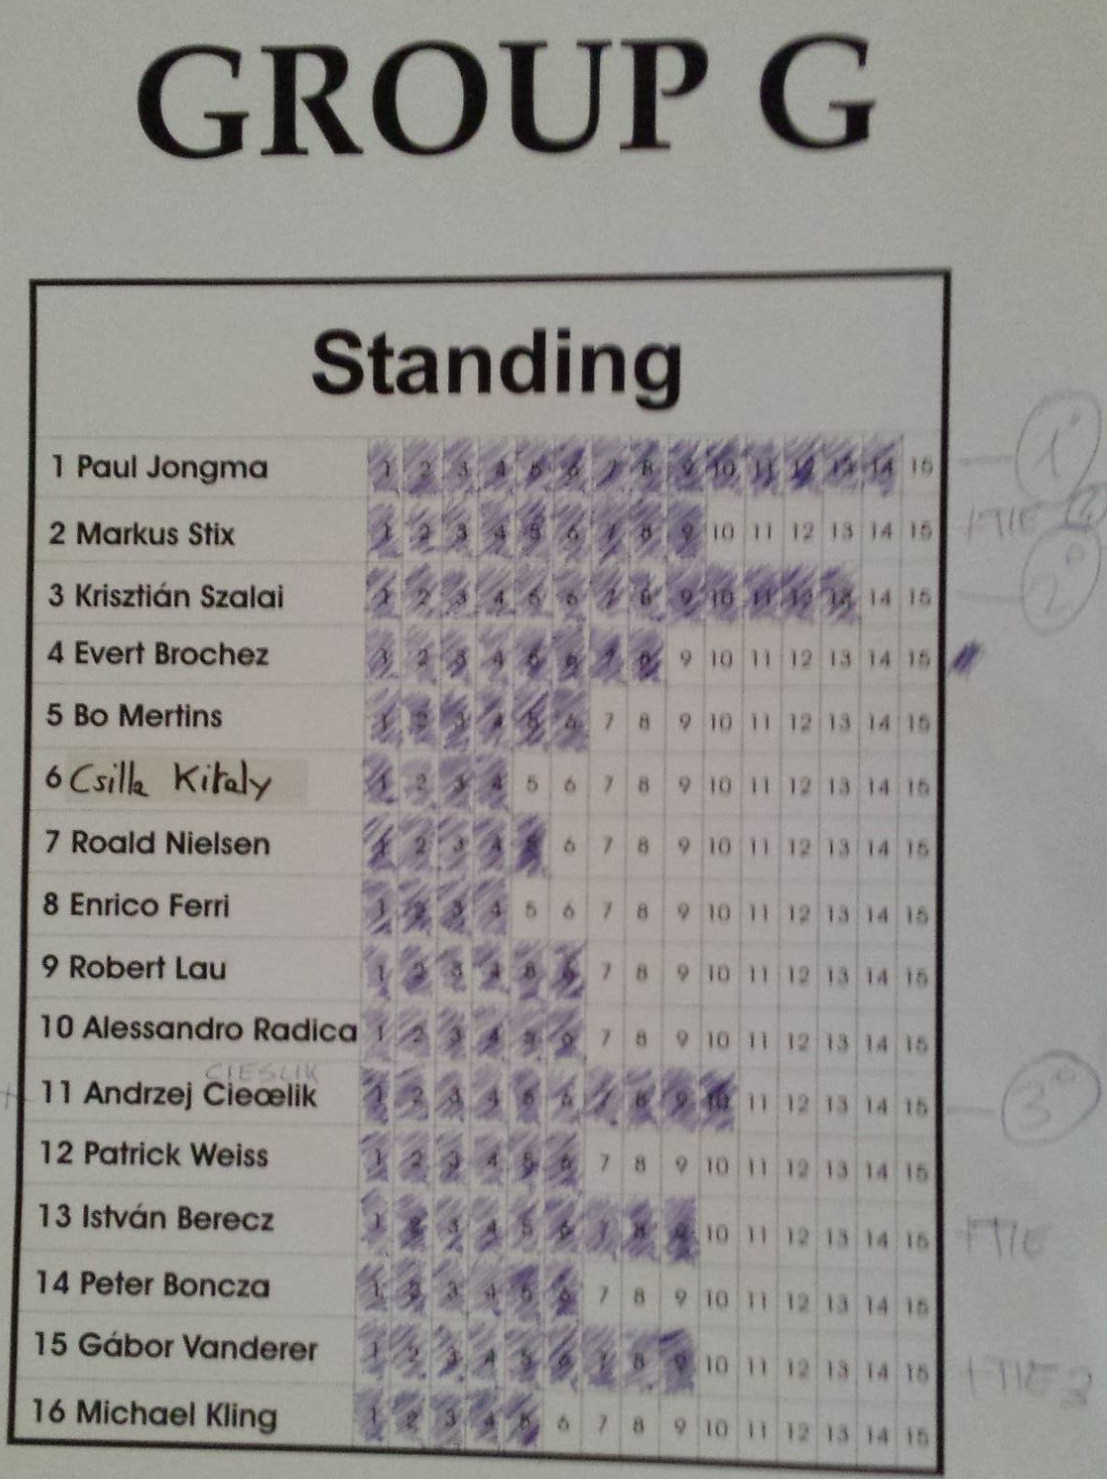 GROUP G
Standing
1 Paul Jongma 1 2 3 4 5 6 7 8 9 10 11 12 13 14 15 1°
2 Markus Stix 1 2 3 4 5 6 7 8 9 10 11 12 13 14 15 TIE
3 Krisztián Szalai 1 2 3 4 5 6 7 8 9 10 11 12 13 14 15 2°
4 Evert Brochez 1 2 3 4 5 6 7 8 9 10 11 12 13 14 15
5 Bo Mertins 1 2 3 4 5 6 7 8 9 10 11 12 13 14 15
6 Csilla Kitaly 1 2 3 4 5 6 7 8 9 10 11 12 13 14 15
7 Roald Nielsen 1 2 3 4 5 6 7 8 9 10 11 12 13 14 15
8 Enrico Ferri 1 2 3 4 5 6 7 8 9 10 11 12 13 14 15
9 Robert Lau 1 2 3 4 5 6 7 8 9 10 11 12 13 14 15
10 Alessandro Radica 1 2 3 4 5 6 7 8 9 10 11 12 13 14 15
CIESLIK
11 Andrzej Cieœlik 1 2 3 4 5 6 7 8 9 10 11 12 13 14 15 3°
12 Patrick Weiss 1 2 3 4 5 6 7 8 9 10 11 12 13 14 15
13 István Berecz 1 2 3 4 5 6 7 8 9 10 11 12 13 14 15 TIE
14 Peter Boncza 1 2 3 4 5 6 7 8 9 10 11 12 13 14 15
15 Gábor Vanderer 1 2 3 4 5 6 7 8 9 10 11 12 13 14 15 TIE
16 Michael Kling 1 2 3 4 5 6 7 8 9 10 11 12 13 14 15